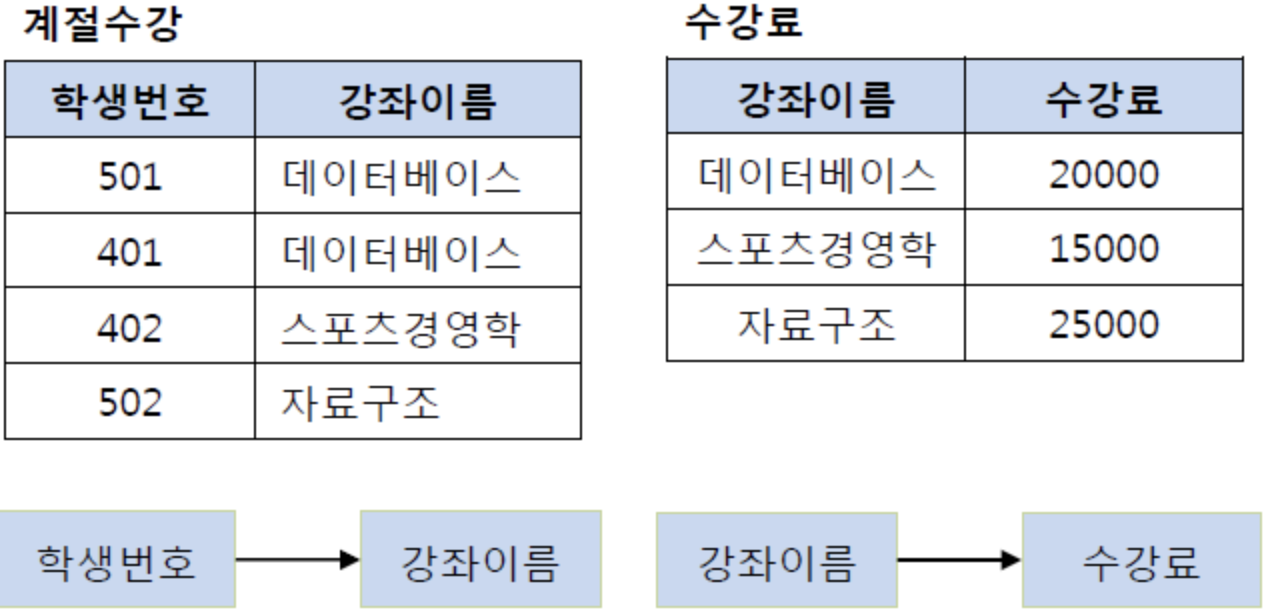 계절수강
학생번호 강좌이름
501 데이터베이스
401 데이터베이스
402 스포츠경영학
502 자료구조
수강료
강좌이름 수강료
데이터베이스 20000
스포츠경영학 15000
자료구조 25000
학생번호 강좌이름
강좌이름 수강료